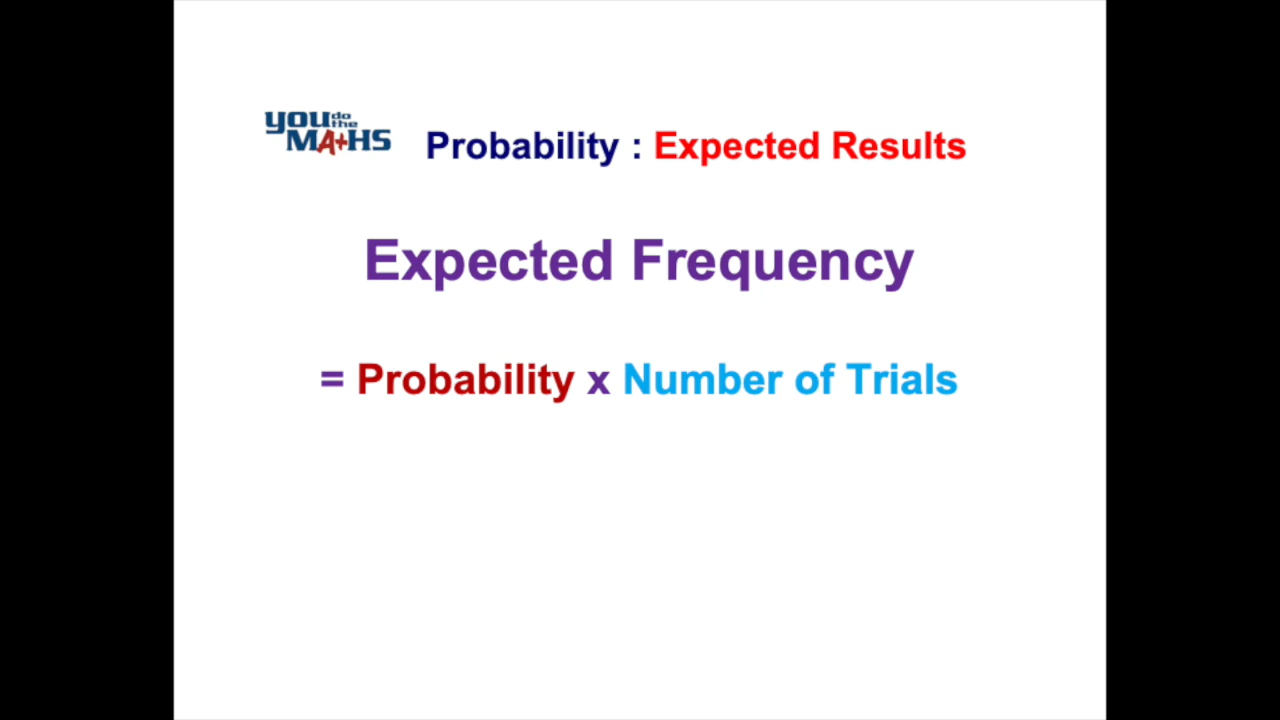 you do the
MA+HS
Probability : Expected Results
Expected Frequency
= Probability x Number of Trials